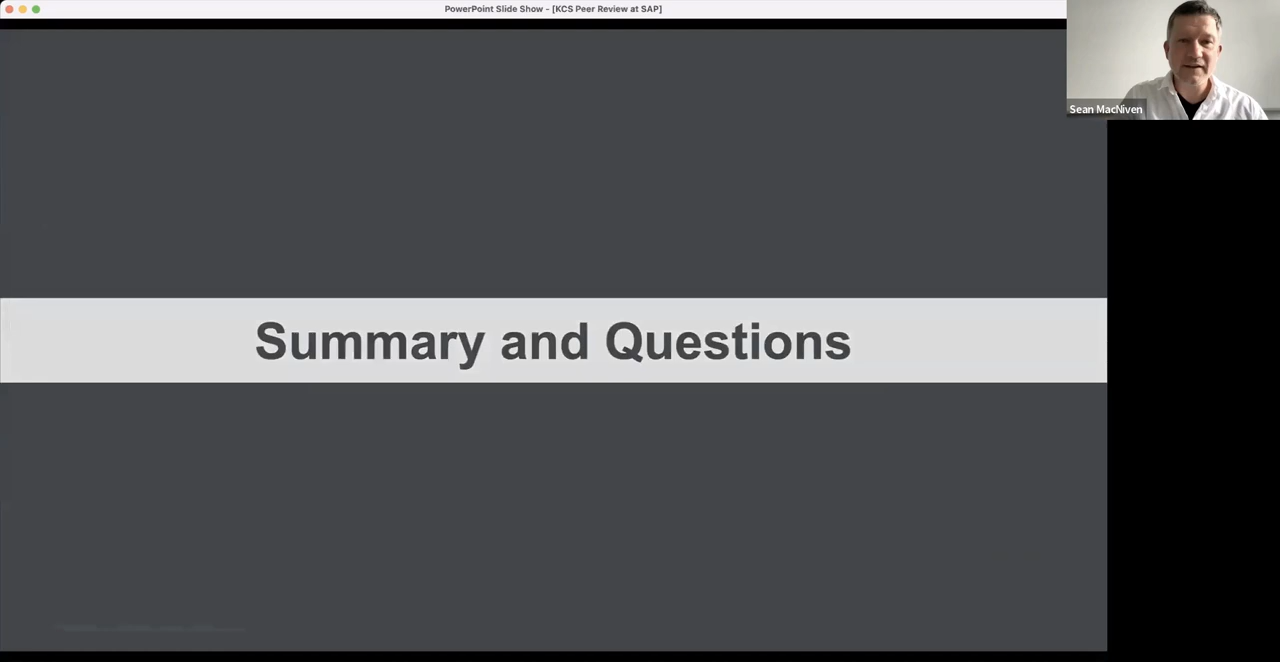 PowerPoint Slide Show - [KCS Peer Review at SAP]
Sean MacNiven
Summary and Questions